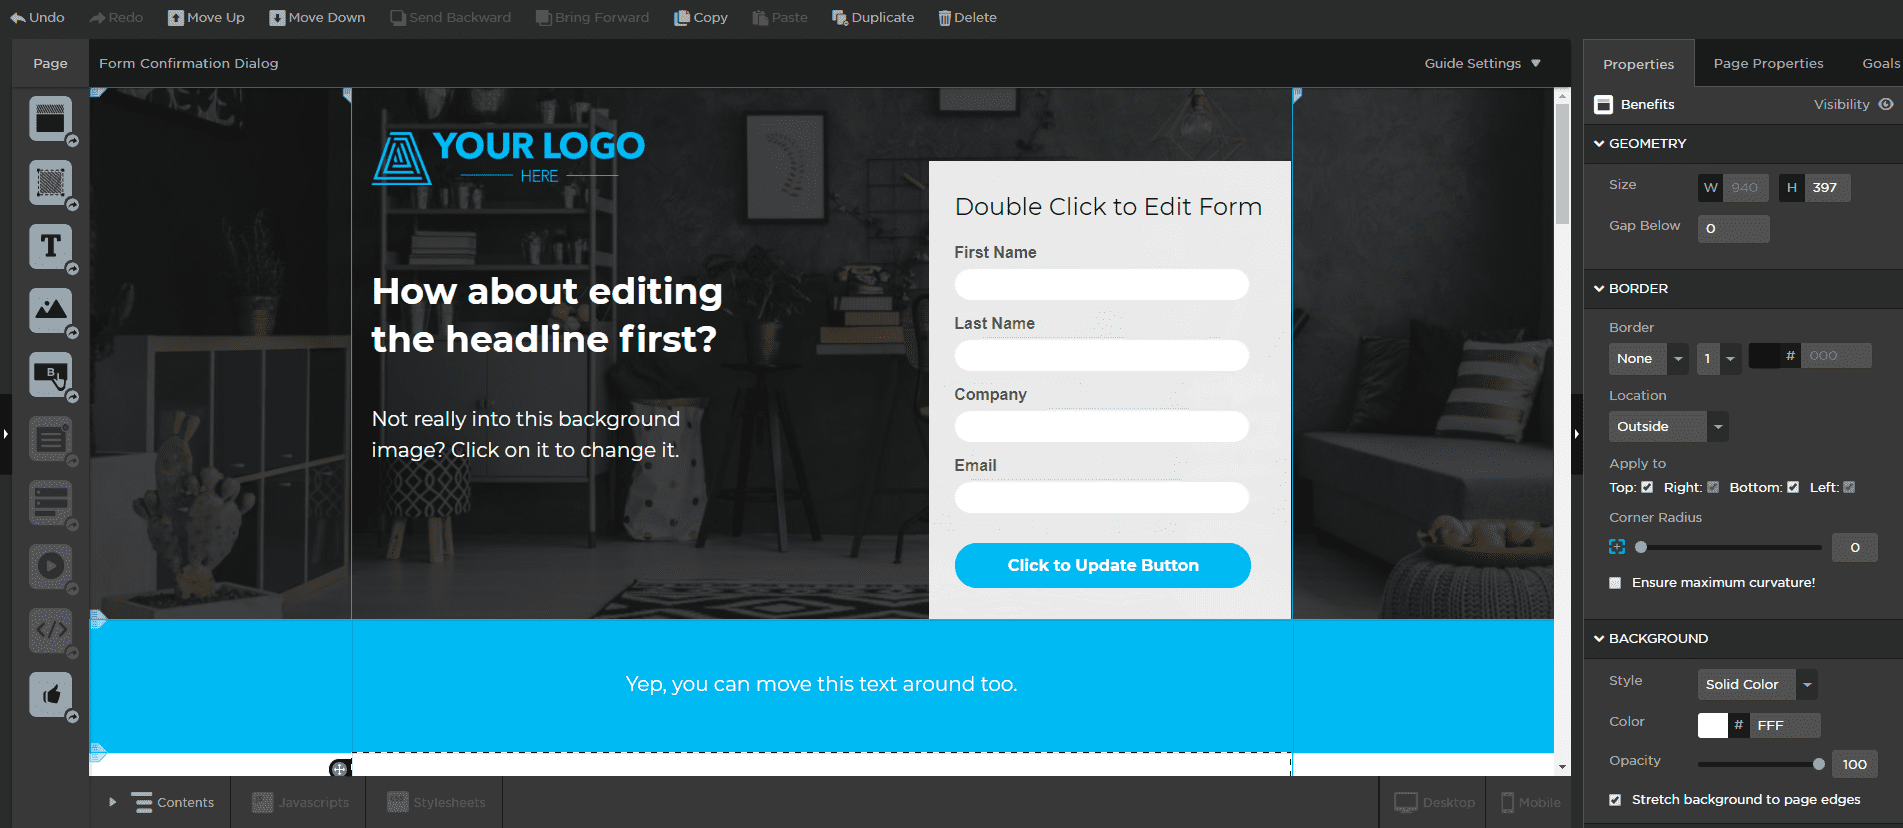 Undo Redo Move Up Move Down Send Backward Bring Forward Copy Paste Duplicate Delete
Page Form Confirmation Dialog Guide Settings
YOUR LOGO
HERE
How about editing
the headline first?
Not really into this background
image? Click on it to change it.
Double Click to Edit Form
First Name
Last Name
Company
Email
Click to Update Button
Yep, you can move this text around too.
T
B
</>
Contents Javascripts Stylesheets Desktop Mobile
Properties Page Properties Goals
Benefits Visibility
GEOMETRY
Size W 940 H 397
Gap Below 0
BORDER
Border
None 1 # 000
Location
Outside
Apply to
Top: Right: Bottom: Left:
Corner Radius
0
Ensure maximum curvature!
BACKGROUND
Style Solid Color
Color # FFF
Opacity 100
Stretch background to page edges